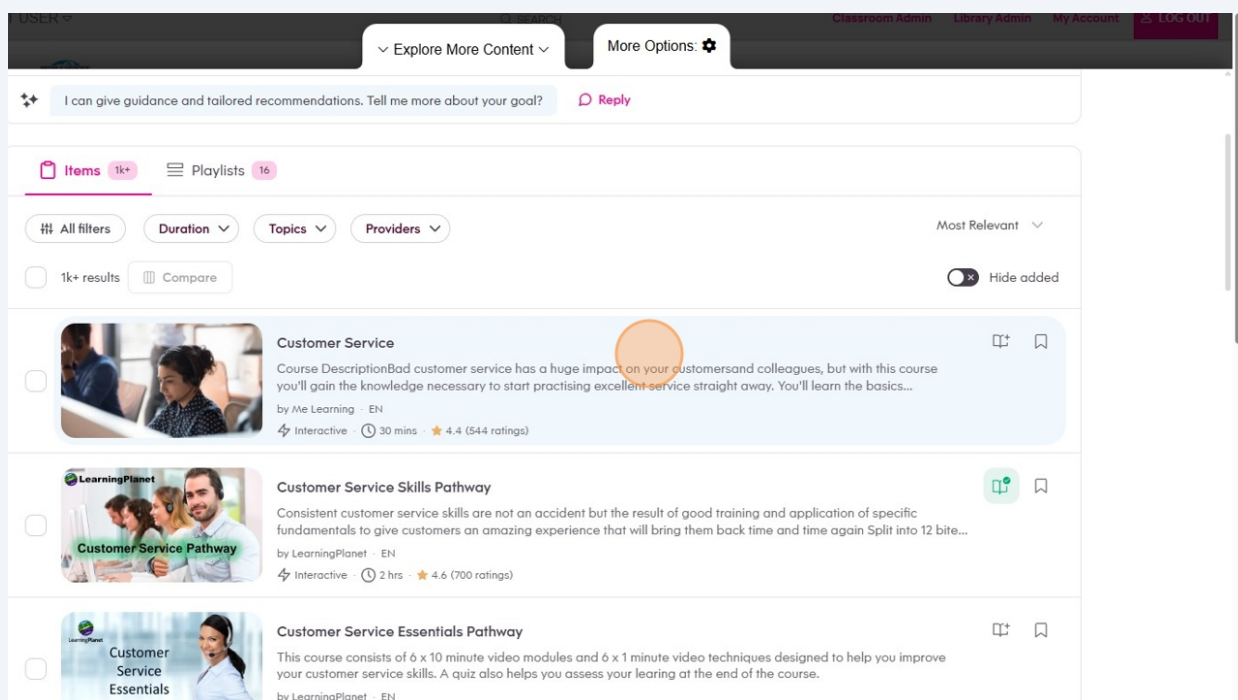 T USER
SEARCH
Classroom Admin Library Admin My Account LOG OUT
Explore More Content
More Options:
I can give guidance and tailored recommendations. Tell me more about your goal? Reply
Items 1k+ Playlists 16
All filters Duration Topics Providers Most Relevant
1k+ results Compare Hide added
Customer Service
Course DescriptionBad customer service has a huge impact on your customersand colleagues, but with this course
you'll gain the knowledge necessary to start practising excellent service straight away. You'll learn the basics...
by Me Learning · EN
Interactive · 30 mins · 4.4 (544 ratings)
LearningPlanet
Customer Service Pathway
Customer Service Skills Pathway
Consistent customer service skills are not an accident but the result of good training and application of specific
fundamentals to give customers an amazing experience that will bring them back time and time again Split into 12 bite...
by LearningPlanet · EN
Interactive · 2 hrs · 4.6 (700 ratings)
LearningPlanet
Customer
Service
Essentials
Customer Service Essentials Pathway
This course consists of 6 x 10 minute video modules and 6 x 1 minute video techniques designed to help you improve
your customer service skills. A quiz also helps you assess your learing at the end of the course.
by LearningPlanet · EN